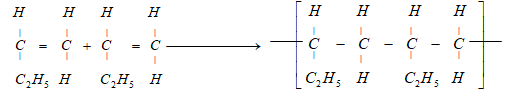 H H H H H H H
C = C + C = C → C − C − C − C
C₂H₅ H C₂H₅ H C₂H₅ H C₂H₅ H